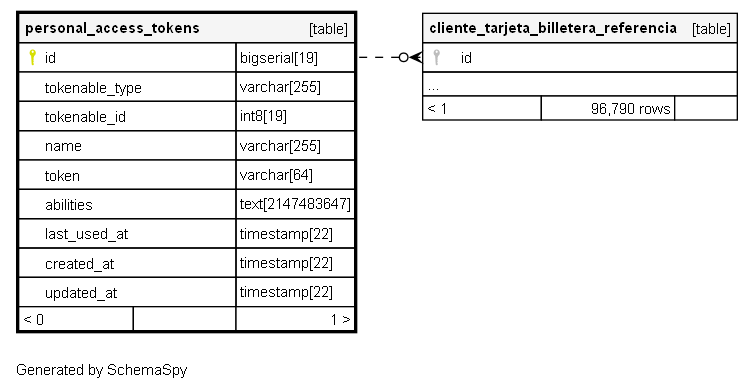 personal_access_tokens [table]
id bigserial[19]
tokenable_type varchar[255]
tokenable_id int8[19]
name varchar[255]
token varchar[64]
abilities text[2147483647]
last_used_at timestamp[22]
created_at timestamp[22]
updated_at timestamp[22]
< 0 1 >
cliente_tarjeta_billetera_referencia [table]
id
...
< 1 96,790 rows
Generated by SchemaSpy